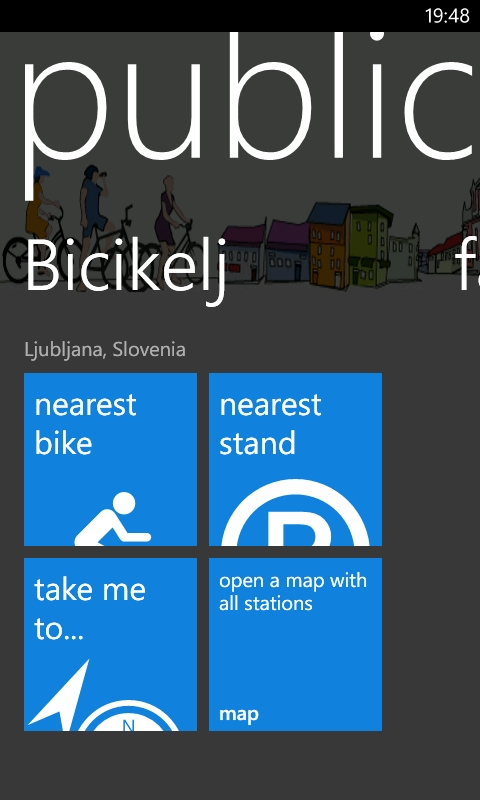 19:48
public
Bicikelj
Ljubljana, Slovenia
nearest
bike
nearest
stand
P
take me
to...
N
open a map with
all stations
map